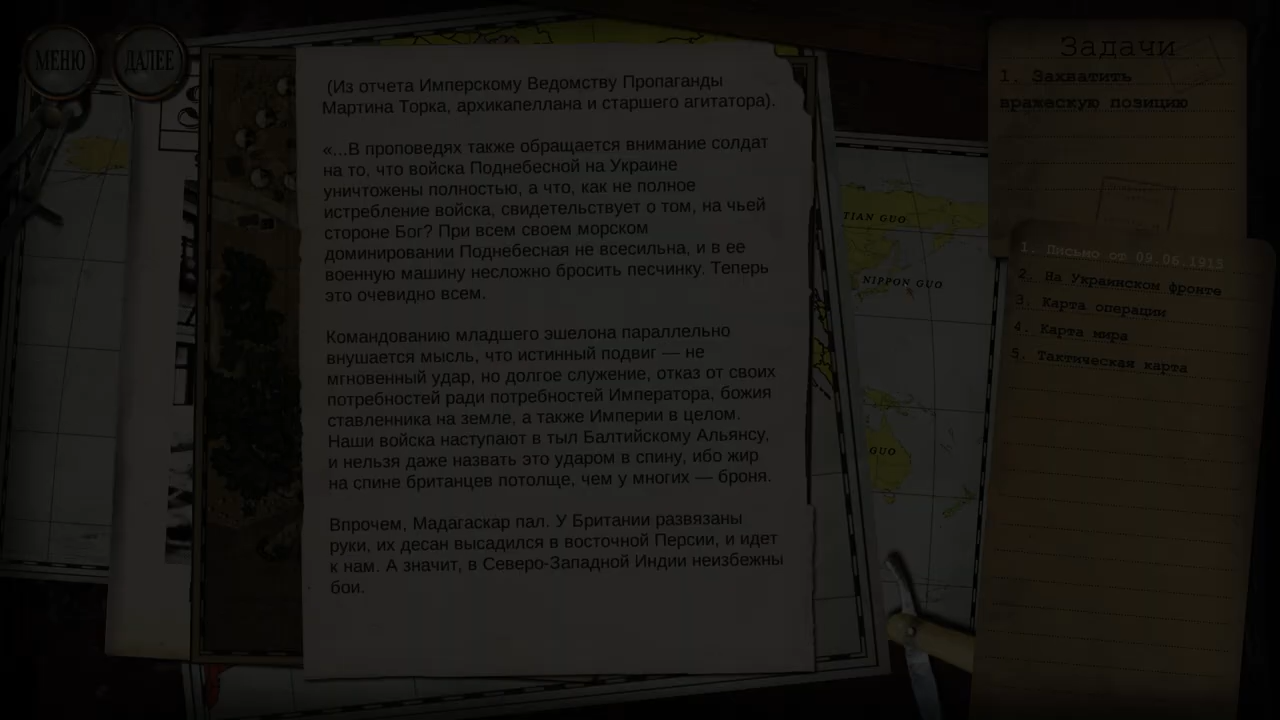 МЕНЮ
ДАЛЕЕ
(Из отчета Имперскому Ведомству Пропаганды
Мартина Торка, архикапеллана и старшего агитатора).
«...В проповедях также обращается внимание солдат
на то, что войска Поднебесной на Украине
уничтожены полностью, а что, как не полное
истребление войска, свидетельствует о том, на чьей
стороне Бог? При всем своем морском
доминировании Поднебесная не всесильна, и в ее
военную машину несложно бросить песчинку. Теперь
это очевидно всем.
Командованию младшего эшелона параллельно
внушается мысль, что истинный подвиг — не
мгновенный удар, но долгое служение, отказ от своих
потребностей ради потребностей Императора, божия
ставленника на земле, а также Империи в целом.
Наши войска наступают в тыл Балтийскому Альянсу,
и нельзя даже назвать это ударом в спину, ибо жир
на спине британцев потолще, чем у многих — броня.
Впрочем, Мадагаскар пал. У Британии развязаны
руки, их десан высадился в восточной Персии, и идет
к нам. А значит, в Северо-Западной Индии неизбежны
бои.
TIAN GUO
NIPPON GUO
GUO
Задачи
1. Захватить
вражескую позицию
1. Письмо от 09.06.1913
2. На Украинском фронте
3. Карта операции
4. Карта мира
5. Тактическая карта